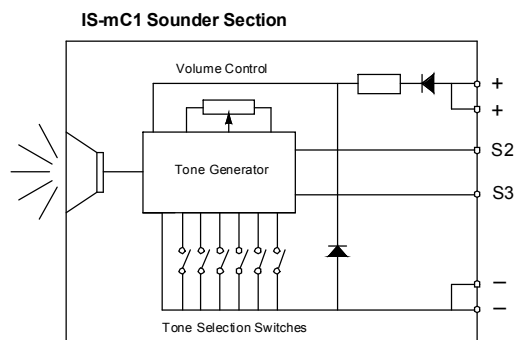 IS-mC1 Sounder Section
Volume Control
+
+
Tone Generator
S2
S3
−
−
Tone Selection Switches